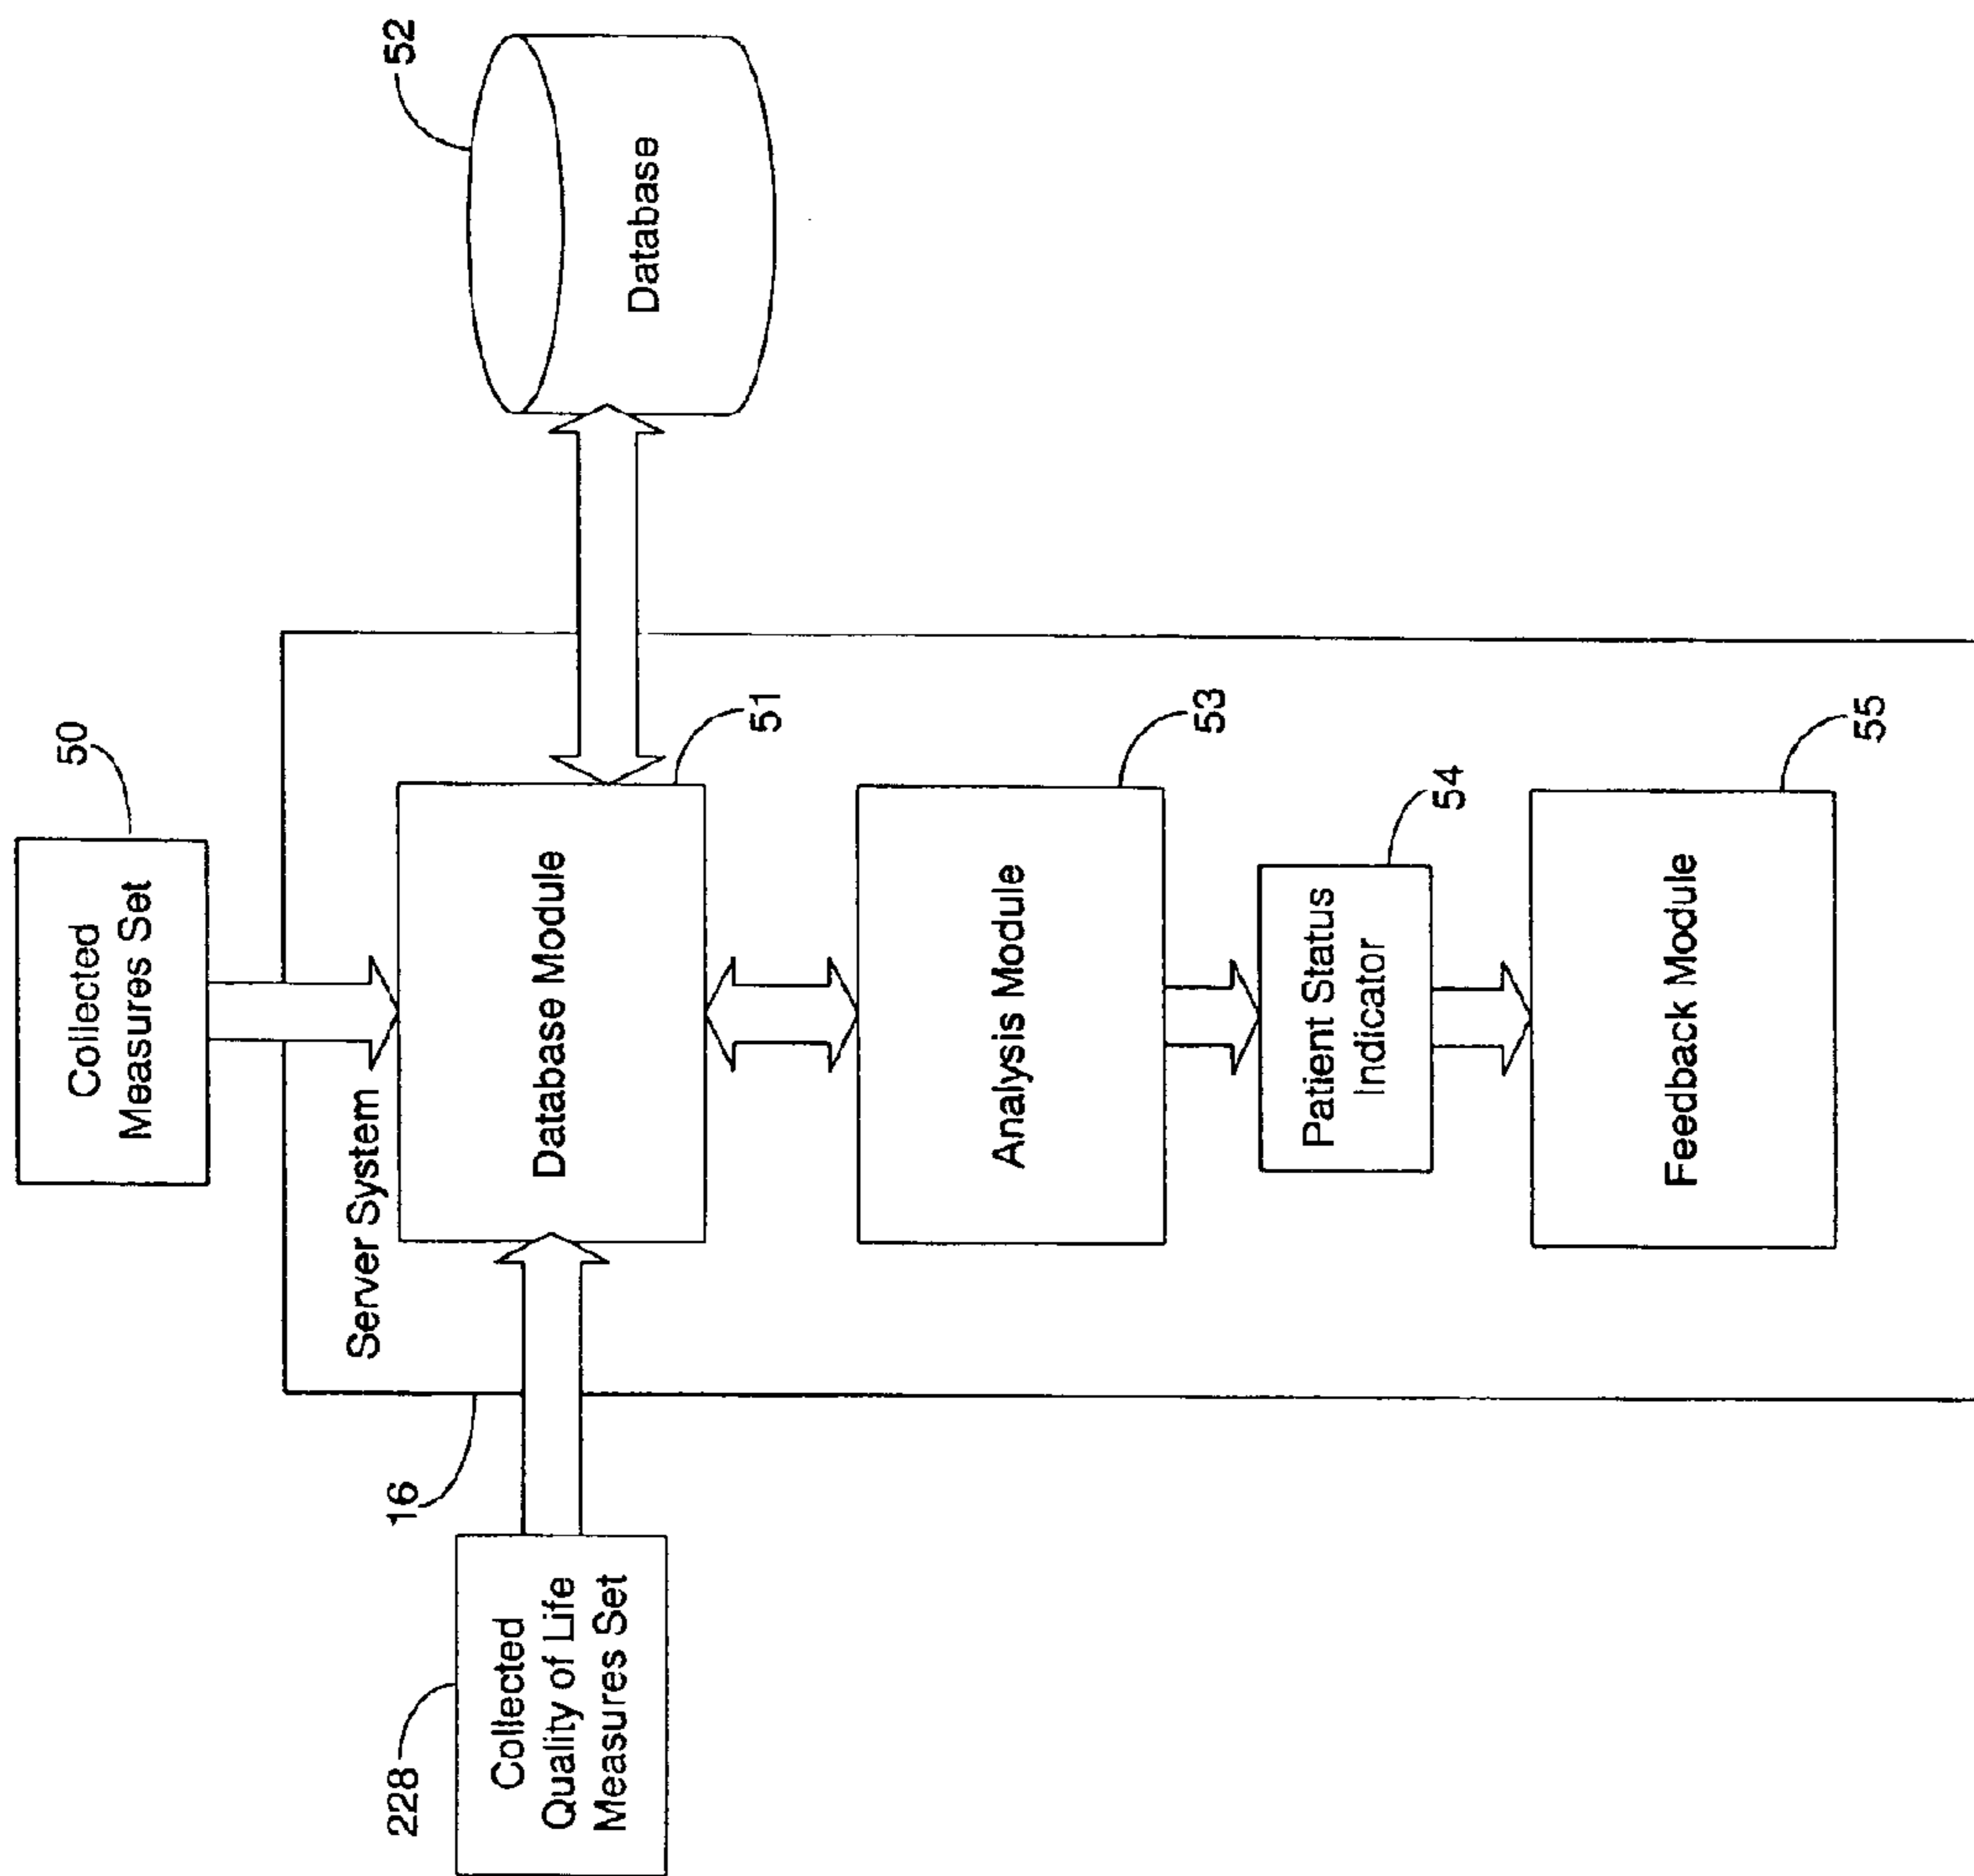 50
Collected
Measures Set
52
Database
16
Server System
228
Collected
Quality of Life
Measures Set
51
Database Module
53
Analysis Module
54
Patient Status
Indicator
55
Feedback Module